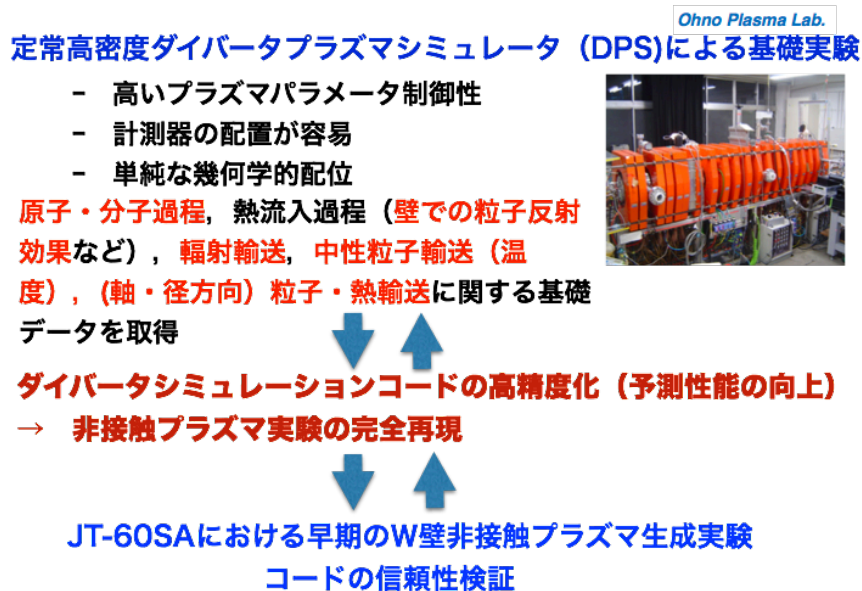 Ohno Plasma Lab.
定常高密度ダイバータプラズマシミュレータ（DPS)による基礎実験
- 高いプラズマパラメータ制御性
- 計測器の配置が容易
- 単純な幾何学的配位
原子・分子過程，熱流入過程（壁での粒子反射
効果など），輻射輸送，中性粒子輸送（温
度），(軸・径方向）粒子・熱輸送に関する基礎
データを取得
ダイバータシミュレーションコードの高精度化（予測性能の向上）
→ 非接触プラズマ実験の完全再現
JT-60SAにおける早期のW壁非接触プラズマ生成実験
コードの信頼性検証